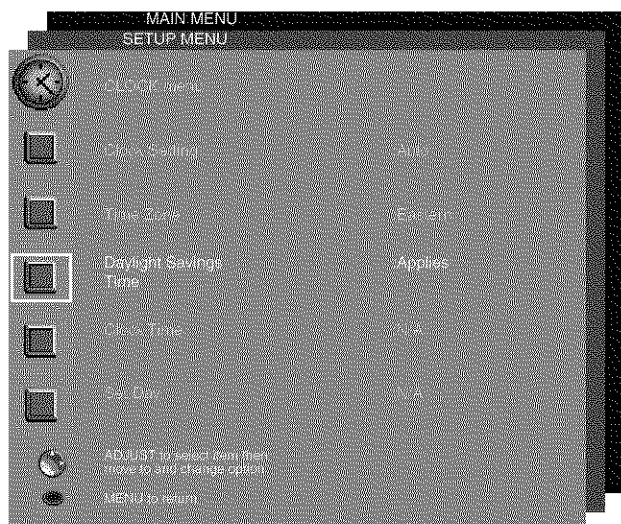 MAIN MENU
SETUP MENU
CLOCK menu
Clock Setting Auto
Time Zone Eastern
Daylight Savings Applies
Time
Clock Time N/A
Set Day N/A
ADJUST to select item then
move to and change option
MENU to return